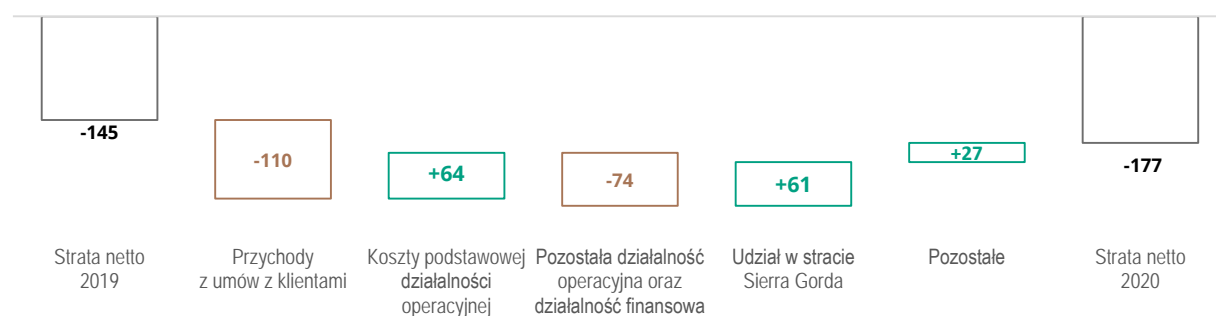 -145
-110
+64
-74
+61
+27
-177
Strata netto
2019
Przychody
z umów z klientami
Koszty podstawowej
działalności
operacyjnej
Pozostała działalność
operacyjna oraz
działalność finansowa
Udział w stracie
Sierra Gorda
Pozostałe
Strata netto
2020